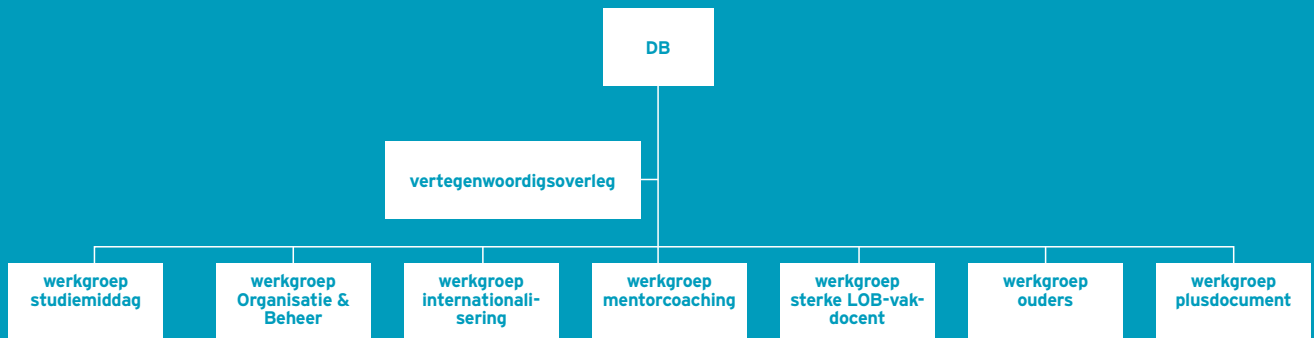 DB
vertegenwoordigsoverleg
werkgroep
studiemiddag
werkgroep
Organisatie &
Beheer
werkgroep
internationali-
sering
werkgroep
mentorcoaching
werkgroep
sterke LOB-vak-
docent
werkgroep
ouders
werkgroep
plusdocument